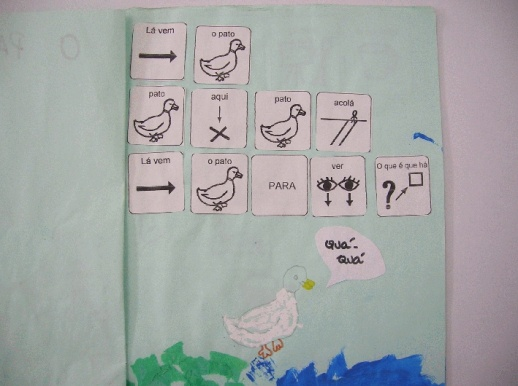 Lá vem o pato
pato aqui pato acolá
Lá vem o pato PARA ver O que é que há
?
Quá-
Quá